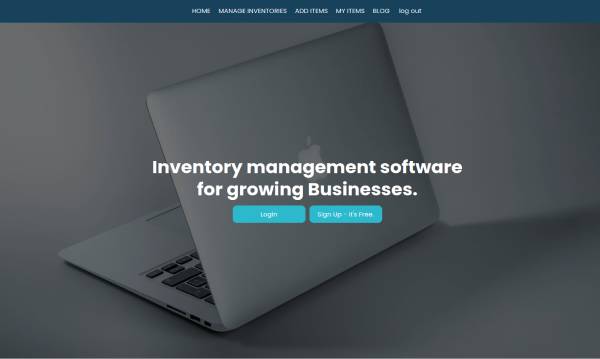 HOME MANAGE INVENTORIES ADD ITEMS MY ITEMS BLOG log out
Inventory management software
for growing Businesses.
Login Sign Up - It's Free.